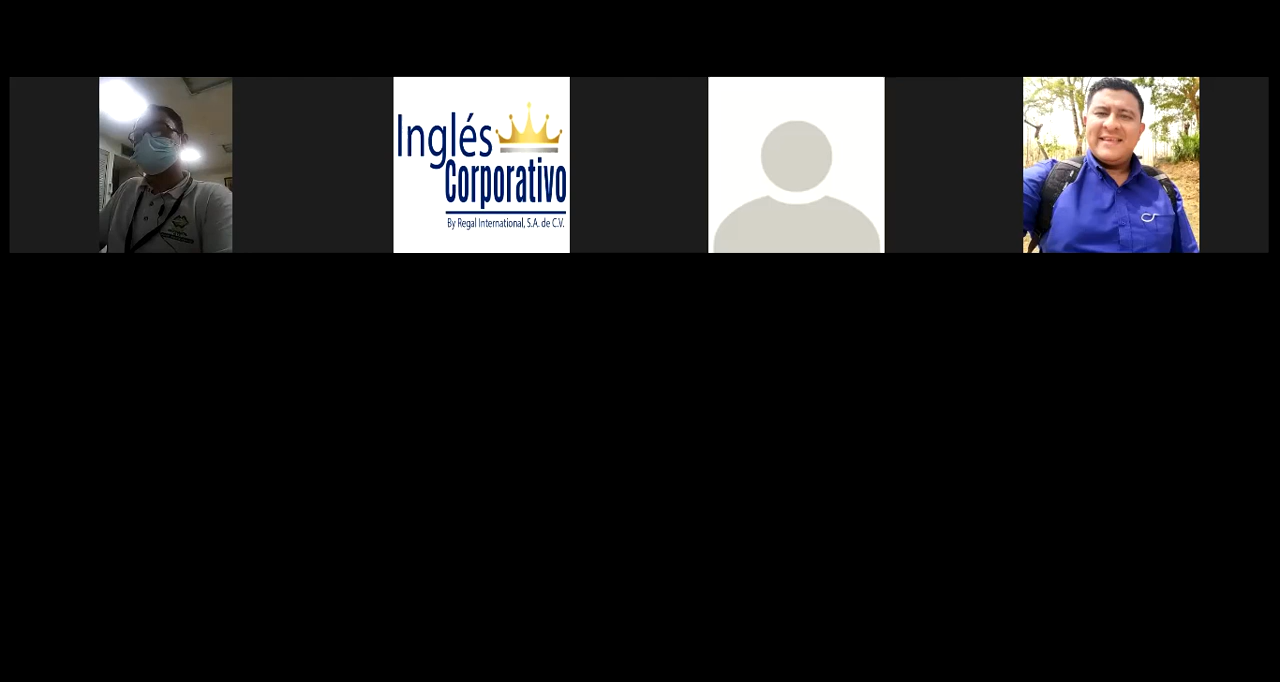 Inglés
Corporativo
By Regal International, S.A. de C.V.